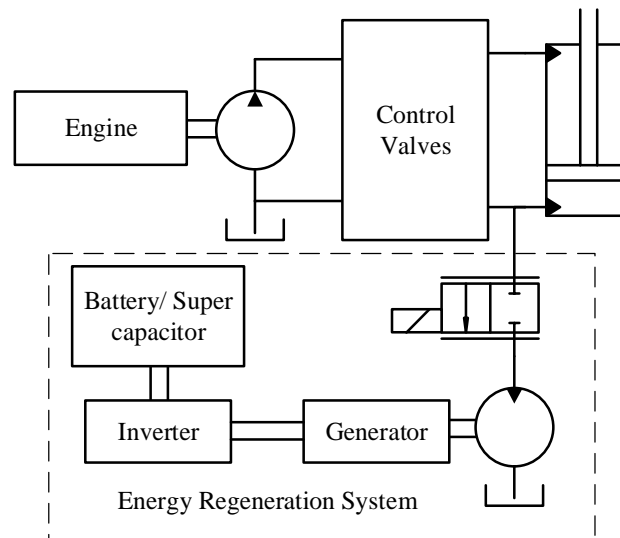 Engine
Control
Valves
Battery/ Super
capacitor
Inverter
Generator
Energy Regeneration System